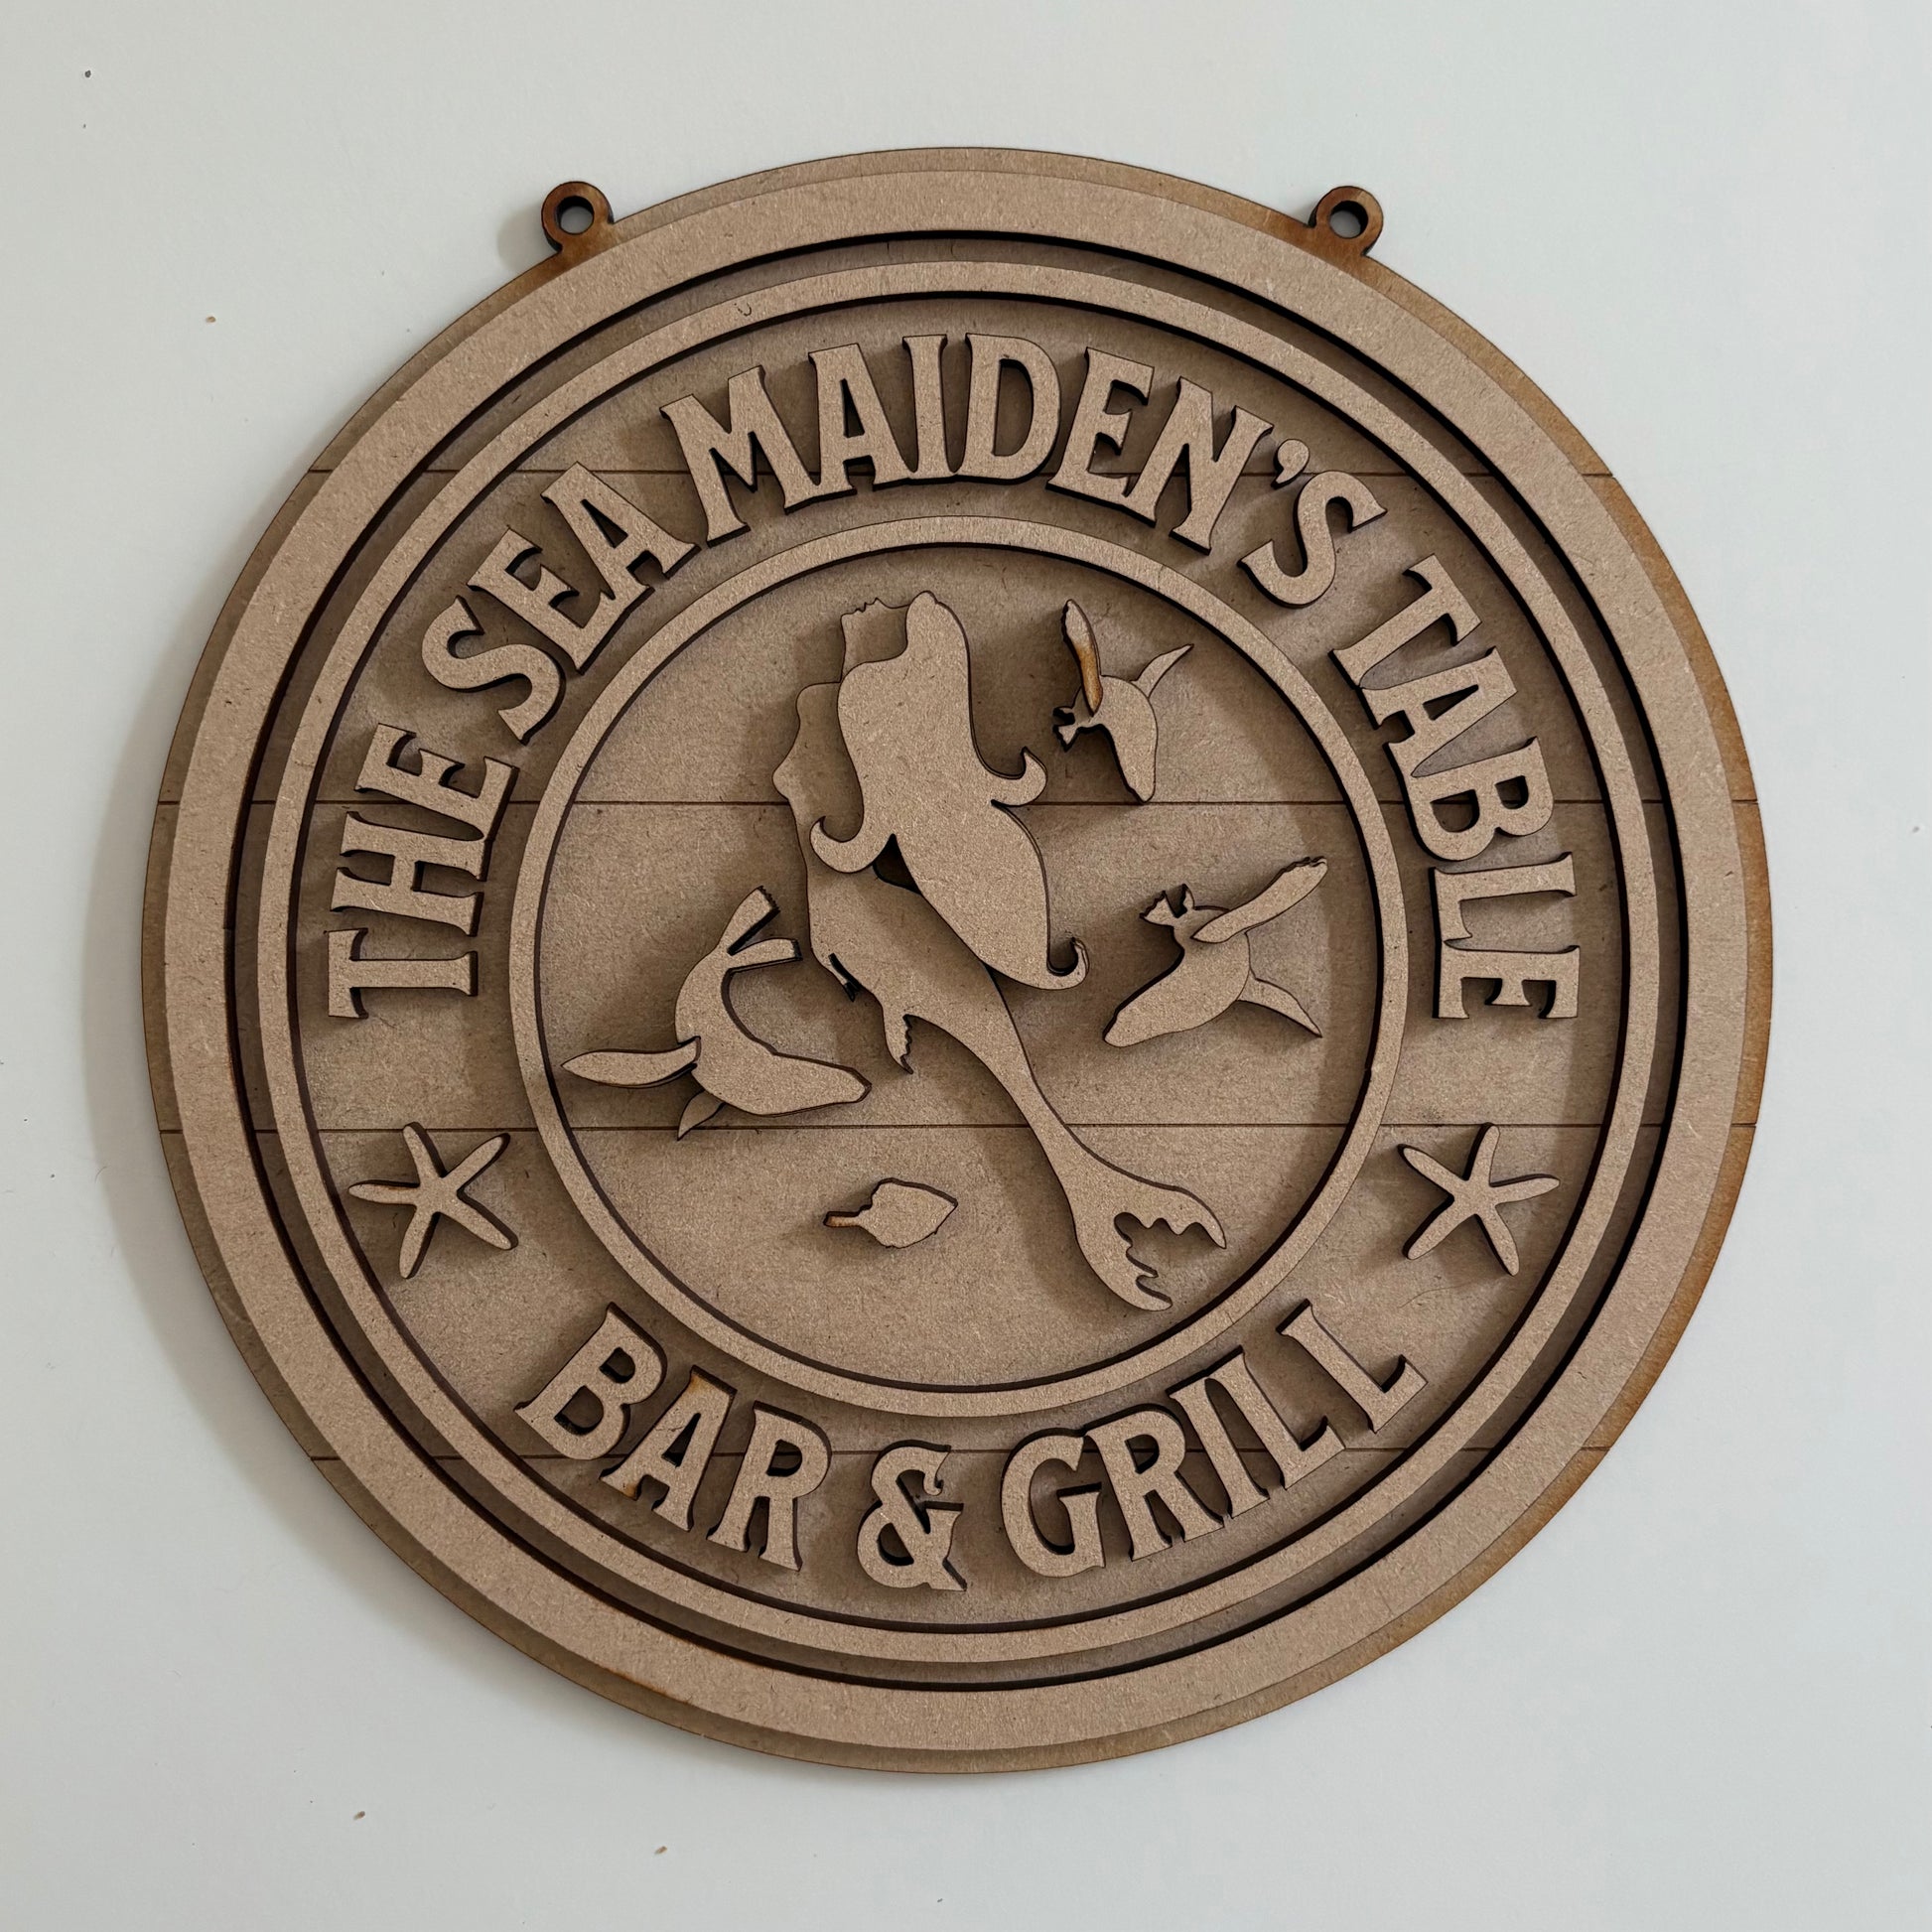 THE SEA MAIDEN'S TABLE
BAR & GRILL